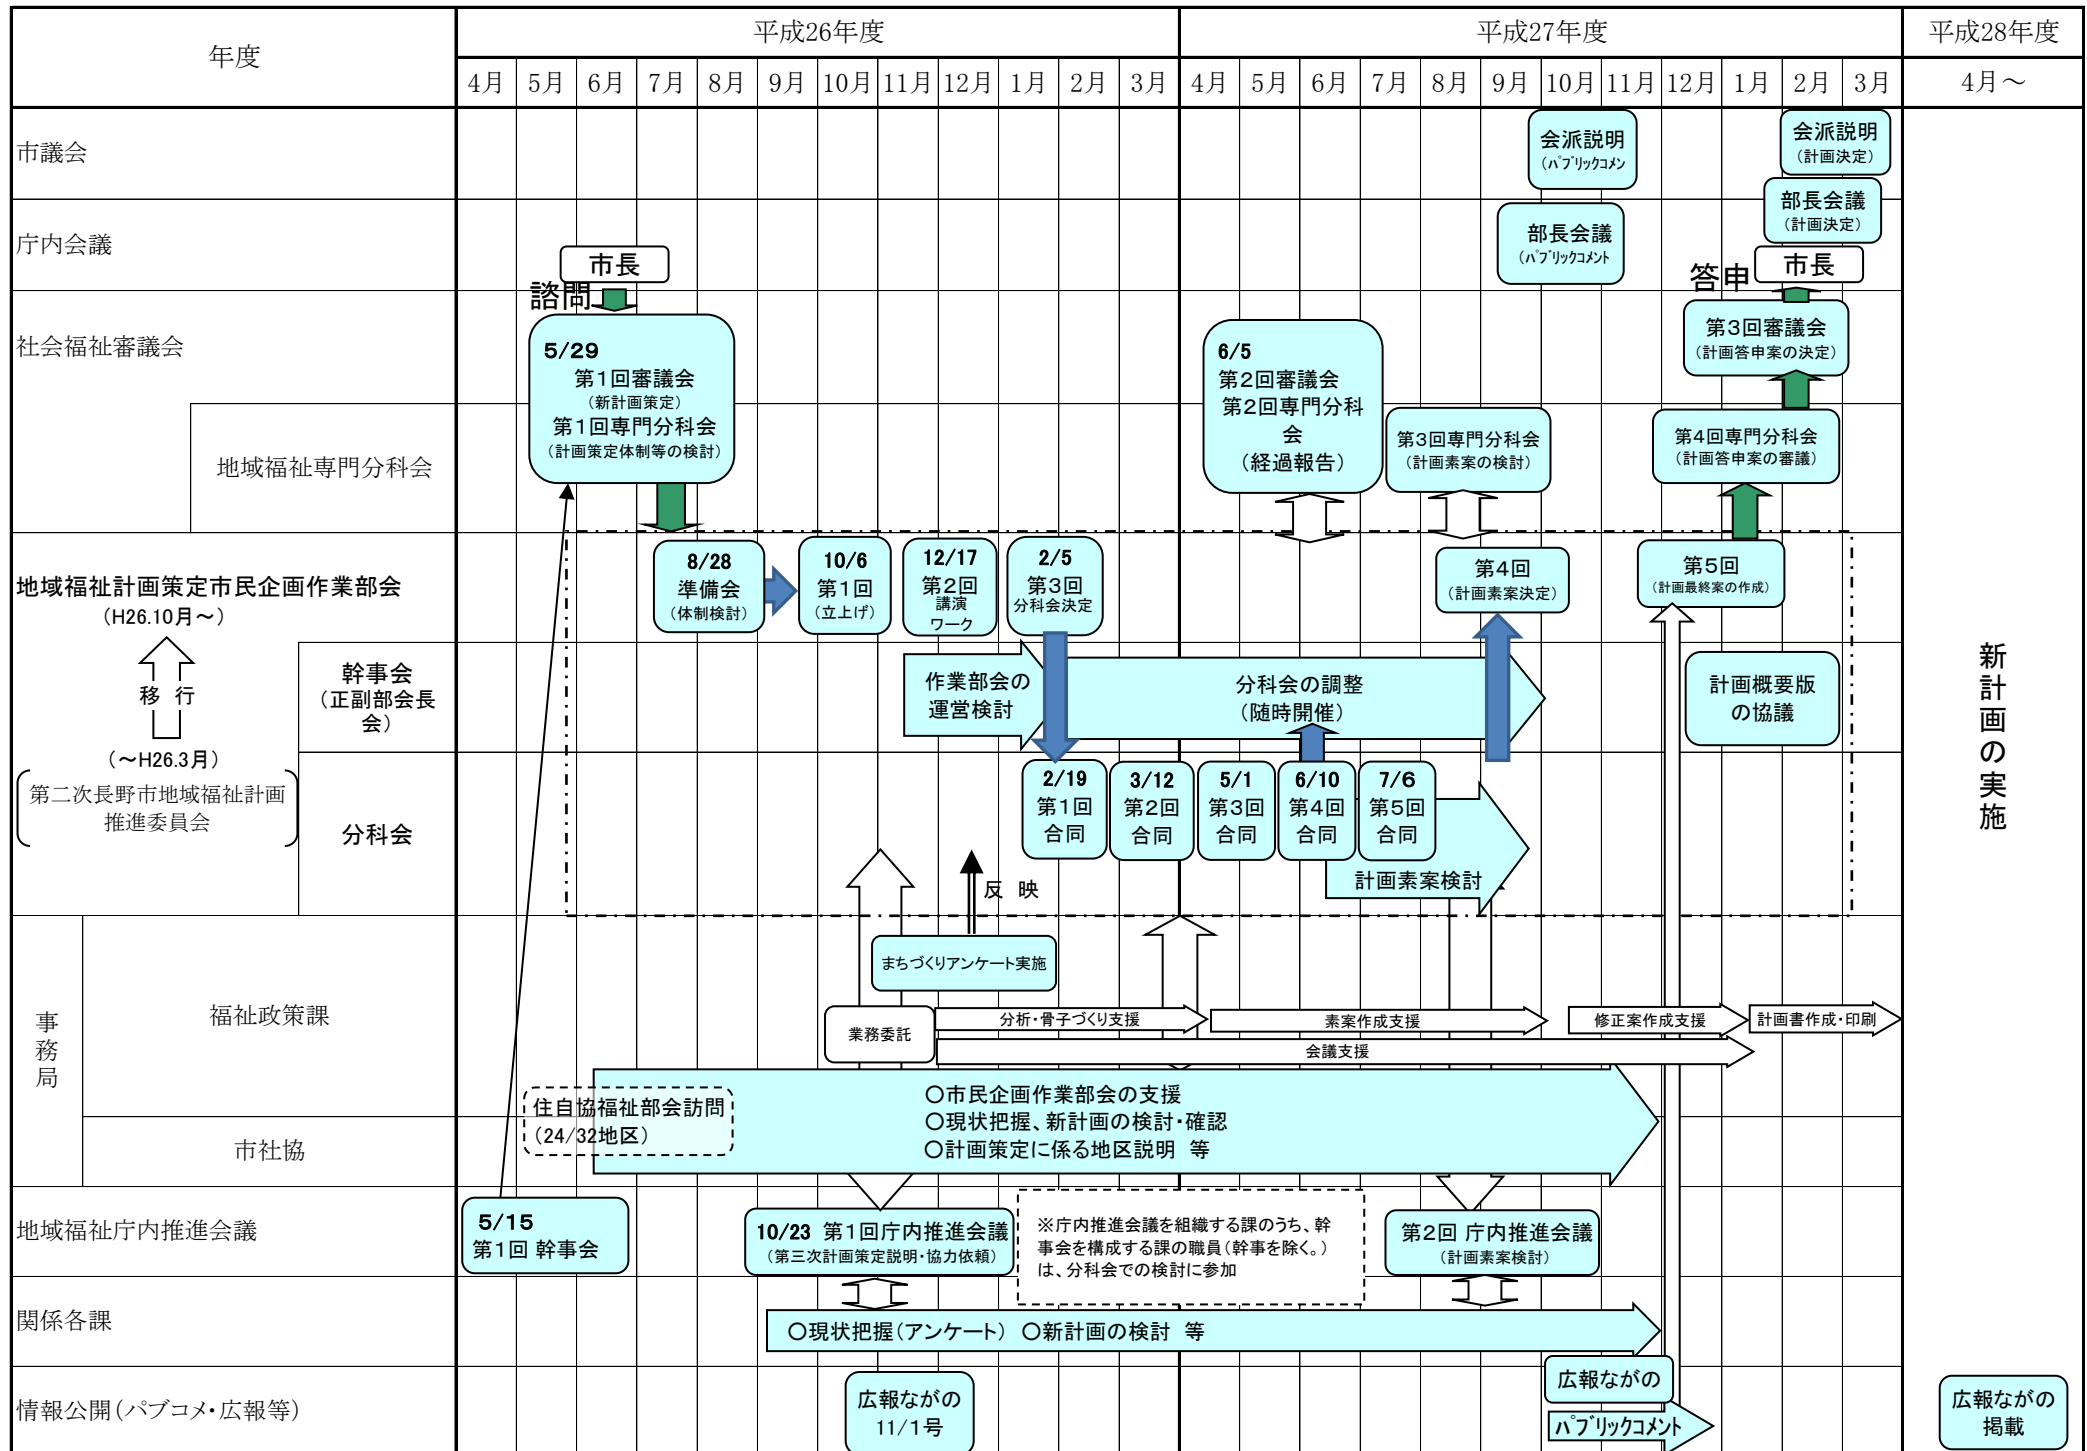 年度
平成26年度
平成27年度
平成28年度
4月
5月
6月
7月
8月
9月
10月
11月
12月
1月
2月
3月
4月
5月
6月
7月
8月
9月
10月
11月
12月
1月
2月
3月
4月～
市議会
会派説明
(パブリックコメン
会派説明
(計画決定)
庁内会議
部長会議
(パブリックコメント
部長会議
(計画決定)
市長
諮問
市長
答申
社会福祉審議会
5/29
第1回審議会
(新計画策定)
第1回専門分科会
(計画策定体制等の検討)
6/5
第2回審議会
第2回専門分科
会
(経過報告)
第3回審議会
(計画答申案の決定)
地域福祉専門分科会
第3回専門分科会
(計画素案の検討)
第4回専門分科会
(計画答申案の審議)
地域福祉計画策定市民企画作業部会
(H26.10月～)
移 行
(～H26.3月)
第二次長野市地域福祉計画
推進委員会
8/28
準備会
(体制検討)
10/6
第1回
(立上げ)
12/17
第2回
講演
ワーク
2/5
第3回
分科会決定
第4回
(計画素案決定)
第5回
(計画最終案の作成)
幹事会
(正副部会長
会)
作業部会の
運営検討
分科会の調整
(随時開催)
計画概要版
の協議
分科会
2/19
第1回
合同
3/12
第2回
合同
5/1
第3回
合同
6/10
第4回
合同
7/6
第5回
合同
計画素案検討
反 映
新計画の実施
事務局
福祉政策課
まちづくりアンケート実施
業務委託
分析・骨子づくり支援
素案作成支援
修正案作成支援
計画書作成・印刷
会議支援
市社協
住自協福祉部会訪問
(24/32地区)
○市民企画作業部会の支援
○現状把握、新計画の検討・確認
○計画策定に係る地区説明 等
地域福祉庁内推進会議
5/15
第1回 幹事会
10/23 第1回庁内推進会議
(第三次計画策定説明・協力依頼)
※庁内推進会議を組織する課のうち、幹
事会を構成する課の職員(幹事を除く。)
は、分科会での検討に参加
第2回 庁内推進会議
(計画素案検討)
関係各課
○現状把握(アンケート) ○新計画の検討 等
情報公開(パブコメ・広報等)
広報ながの
11/1号
広報ながの
パブリックコメント
広報ながの
掲載